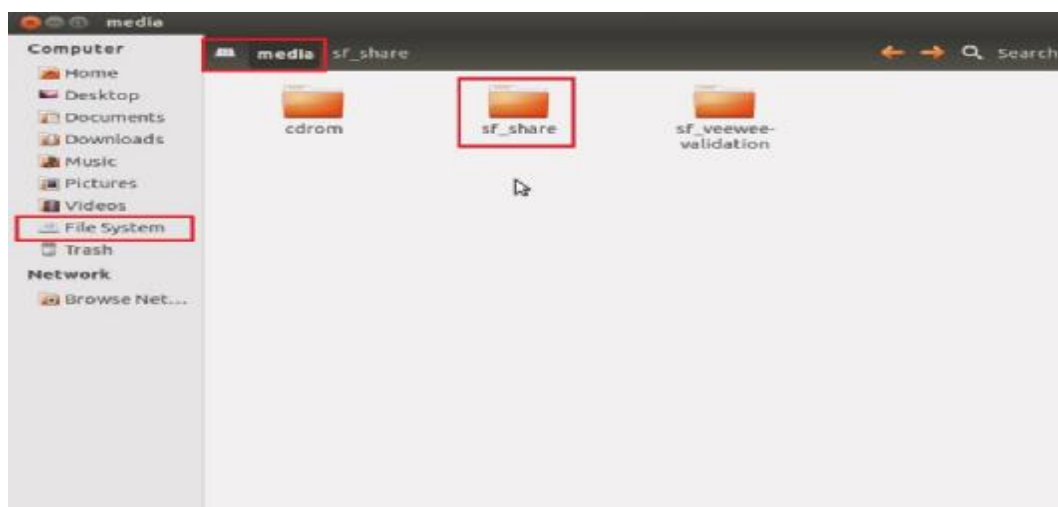 media
Computer
Home
Desktop
Documents
Downloads
Music
Pictures
Videos
File System
Trash
Network
Browse Net...
media sf_share
Search
cdrom
sf_share
sf_veewee-
validation